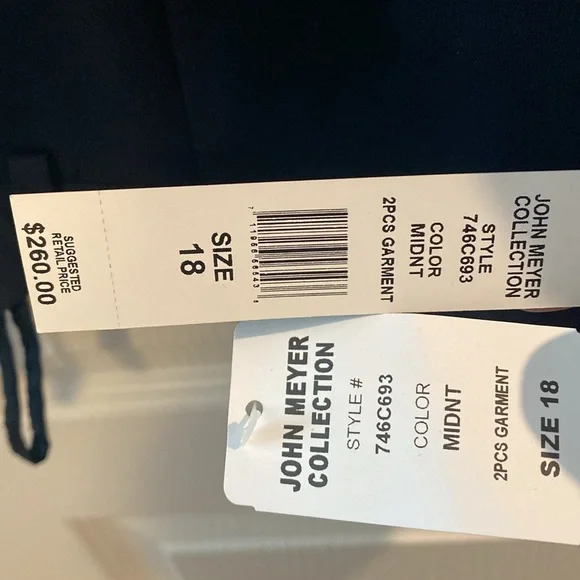 JOHN MEYER
COLLECTION
STYLE
746C693
COLOR
MIDNT
2PCS GARMENT
SIZE
18
SUGGESTED
RETAIL PRICE
$260.00
JOHN MEYER
COLLECTION
STYLE #
746C693
COLOR
MIDNT
2PCS GARMENT
SIZE 18